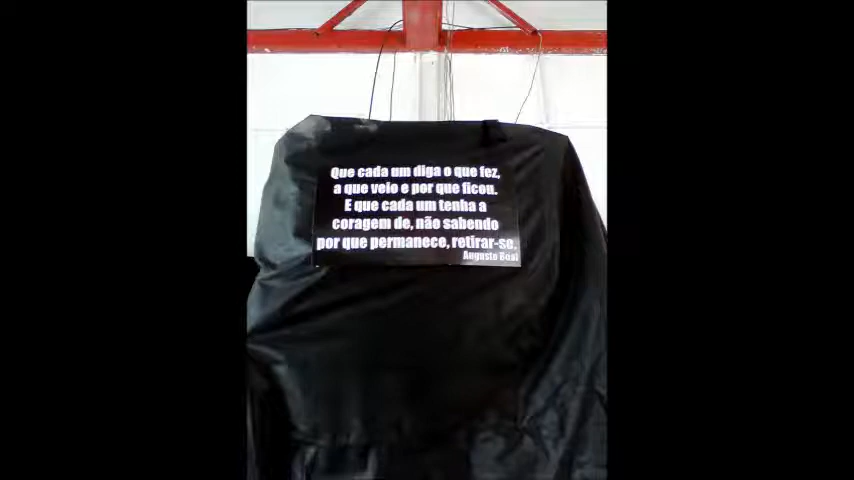 Que cada um diga o que fez,
a que veio e por que ficou.
E que cada um tenha a
coragem de, não sabendo
por que permanece, retirar-se.
Augusto Boal